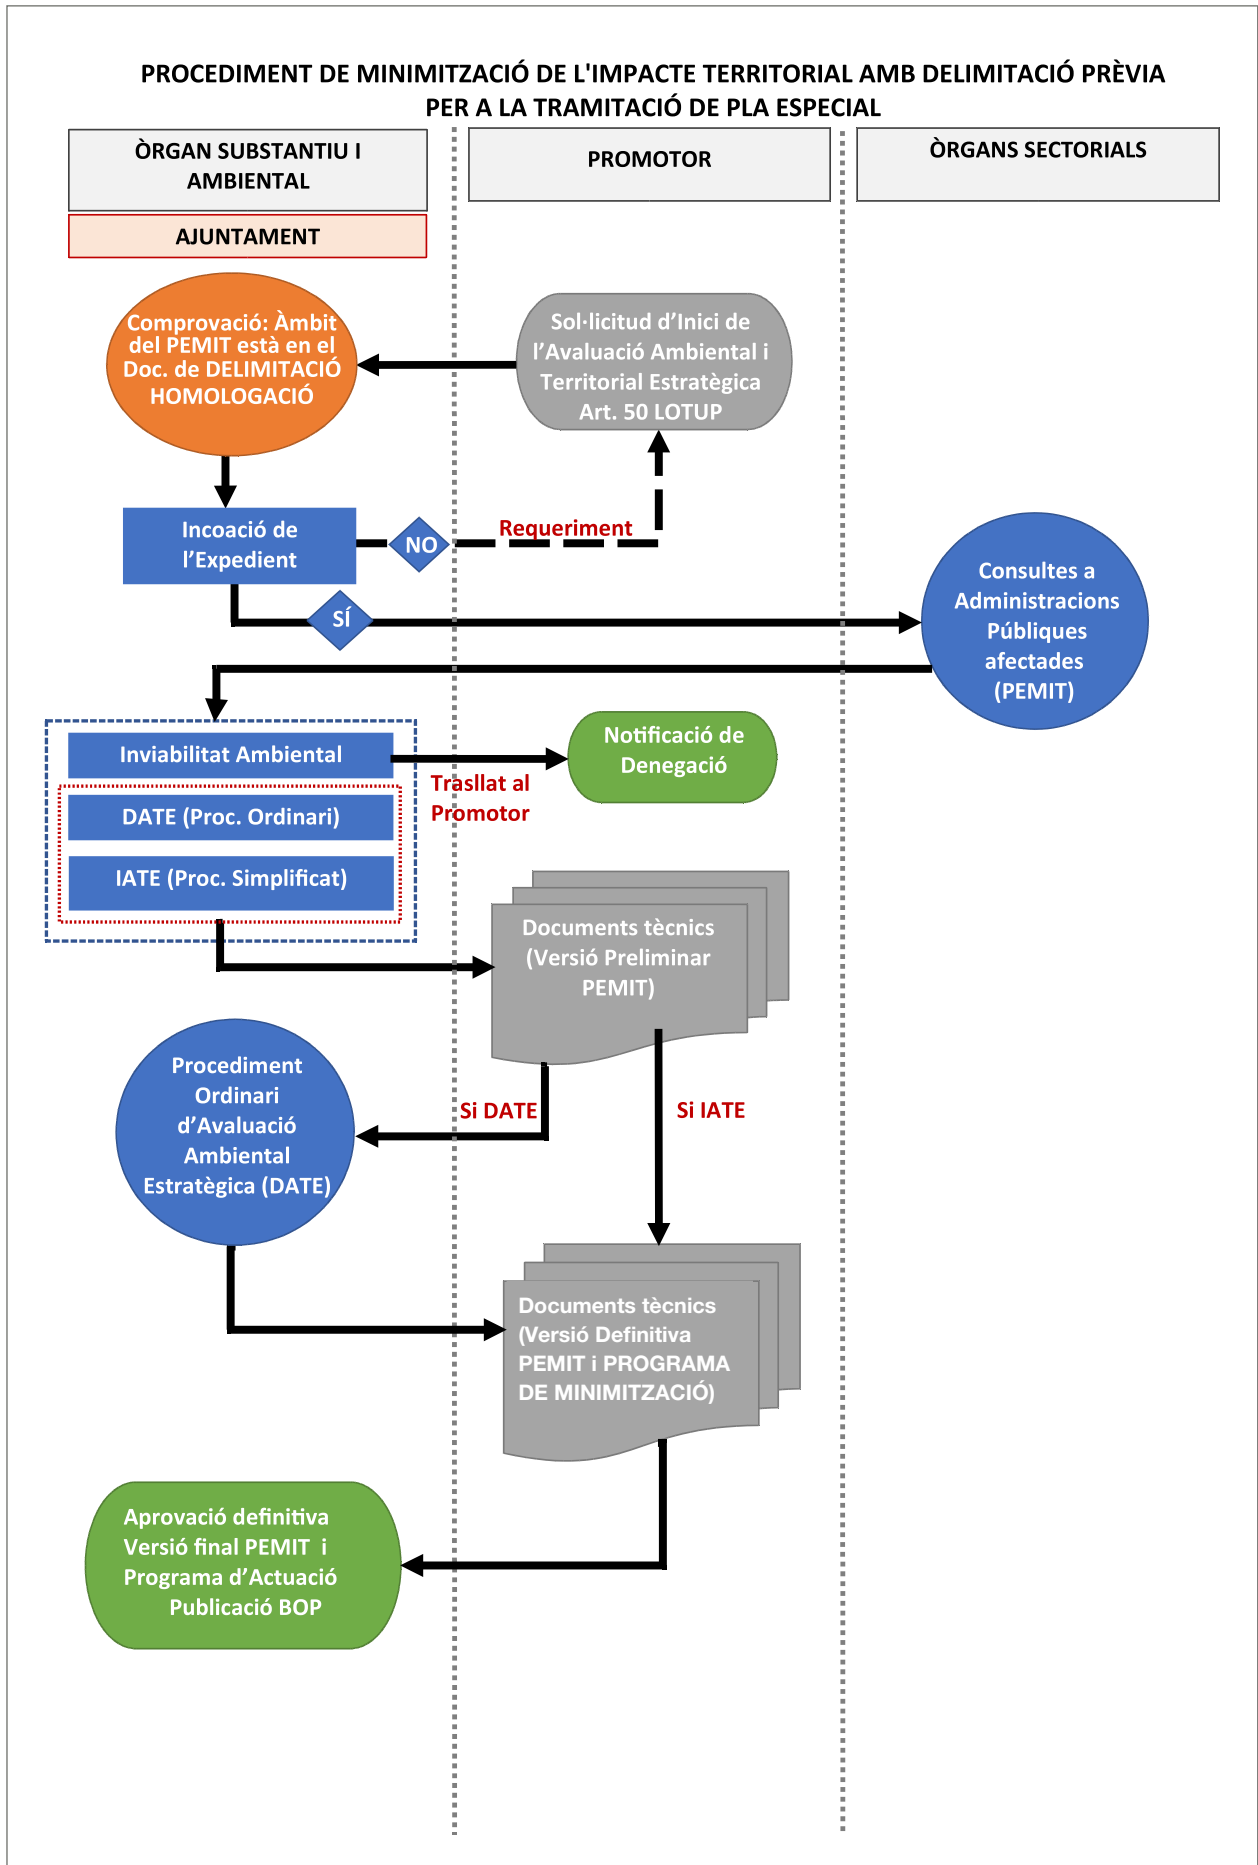 PROCEDIMENT DE MINIMITZACIÓ DE L'IMPACTE TERRITORIAL AMB DELIMITACIÓ PRÈVIA
PER A LA TRAMITACIÓ DE PLA ESPECIAL
ÒRGAN SUBSTANTIU I
AMBIENTAL
PROMOTOR
ÒRGANS SECTORIALS
AJUNTAMENT
Comprovació: Àmbit
del PEMIT està en el
Doc. de DELIMITACIÓ
HOMOLOGACIÓ
Sol·licitud d’Inici de
l’Avaluació Ambiental i
Territorial Estratègica
Art. 50 LOTUP
Incoació de
l’Expedient
NO
Requeriment
SÍ
Consultes a
Administracions
Públiques
afectades
(PEMIT)
Inviabilitat Ambiental
DATE (Proc. Ordinari)
IATE (Proc. Simplificat)
Trasllat al
Promotor
Notificació de
Denegació
Documents tècnics
(Versió Preliminar
PEMIT)
Si DATE
Si IATE
Procediment
Ordinari
d’Avaluació
Ambiental
Estratègica (DATE)
Documents tècnics
(Versió Definitiva
PEMIT i PROGRAMA
DE MINIMITZACIÓ)
Aprovació definitiva
Versió final PEMIT i
Programa d’Actuació
Publicació BOP